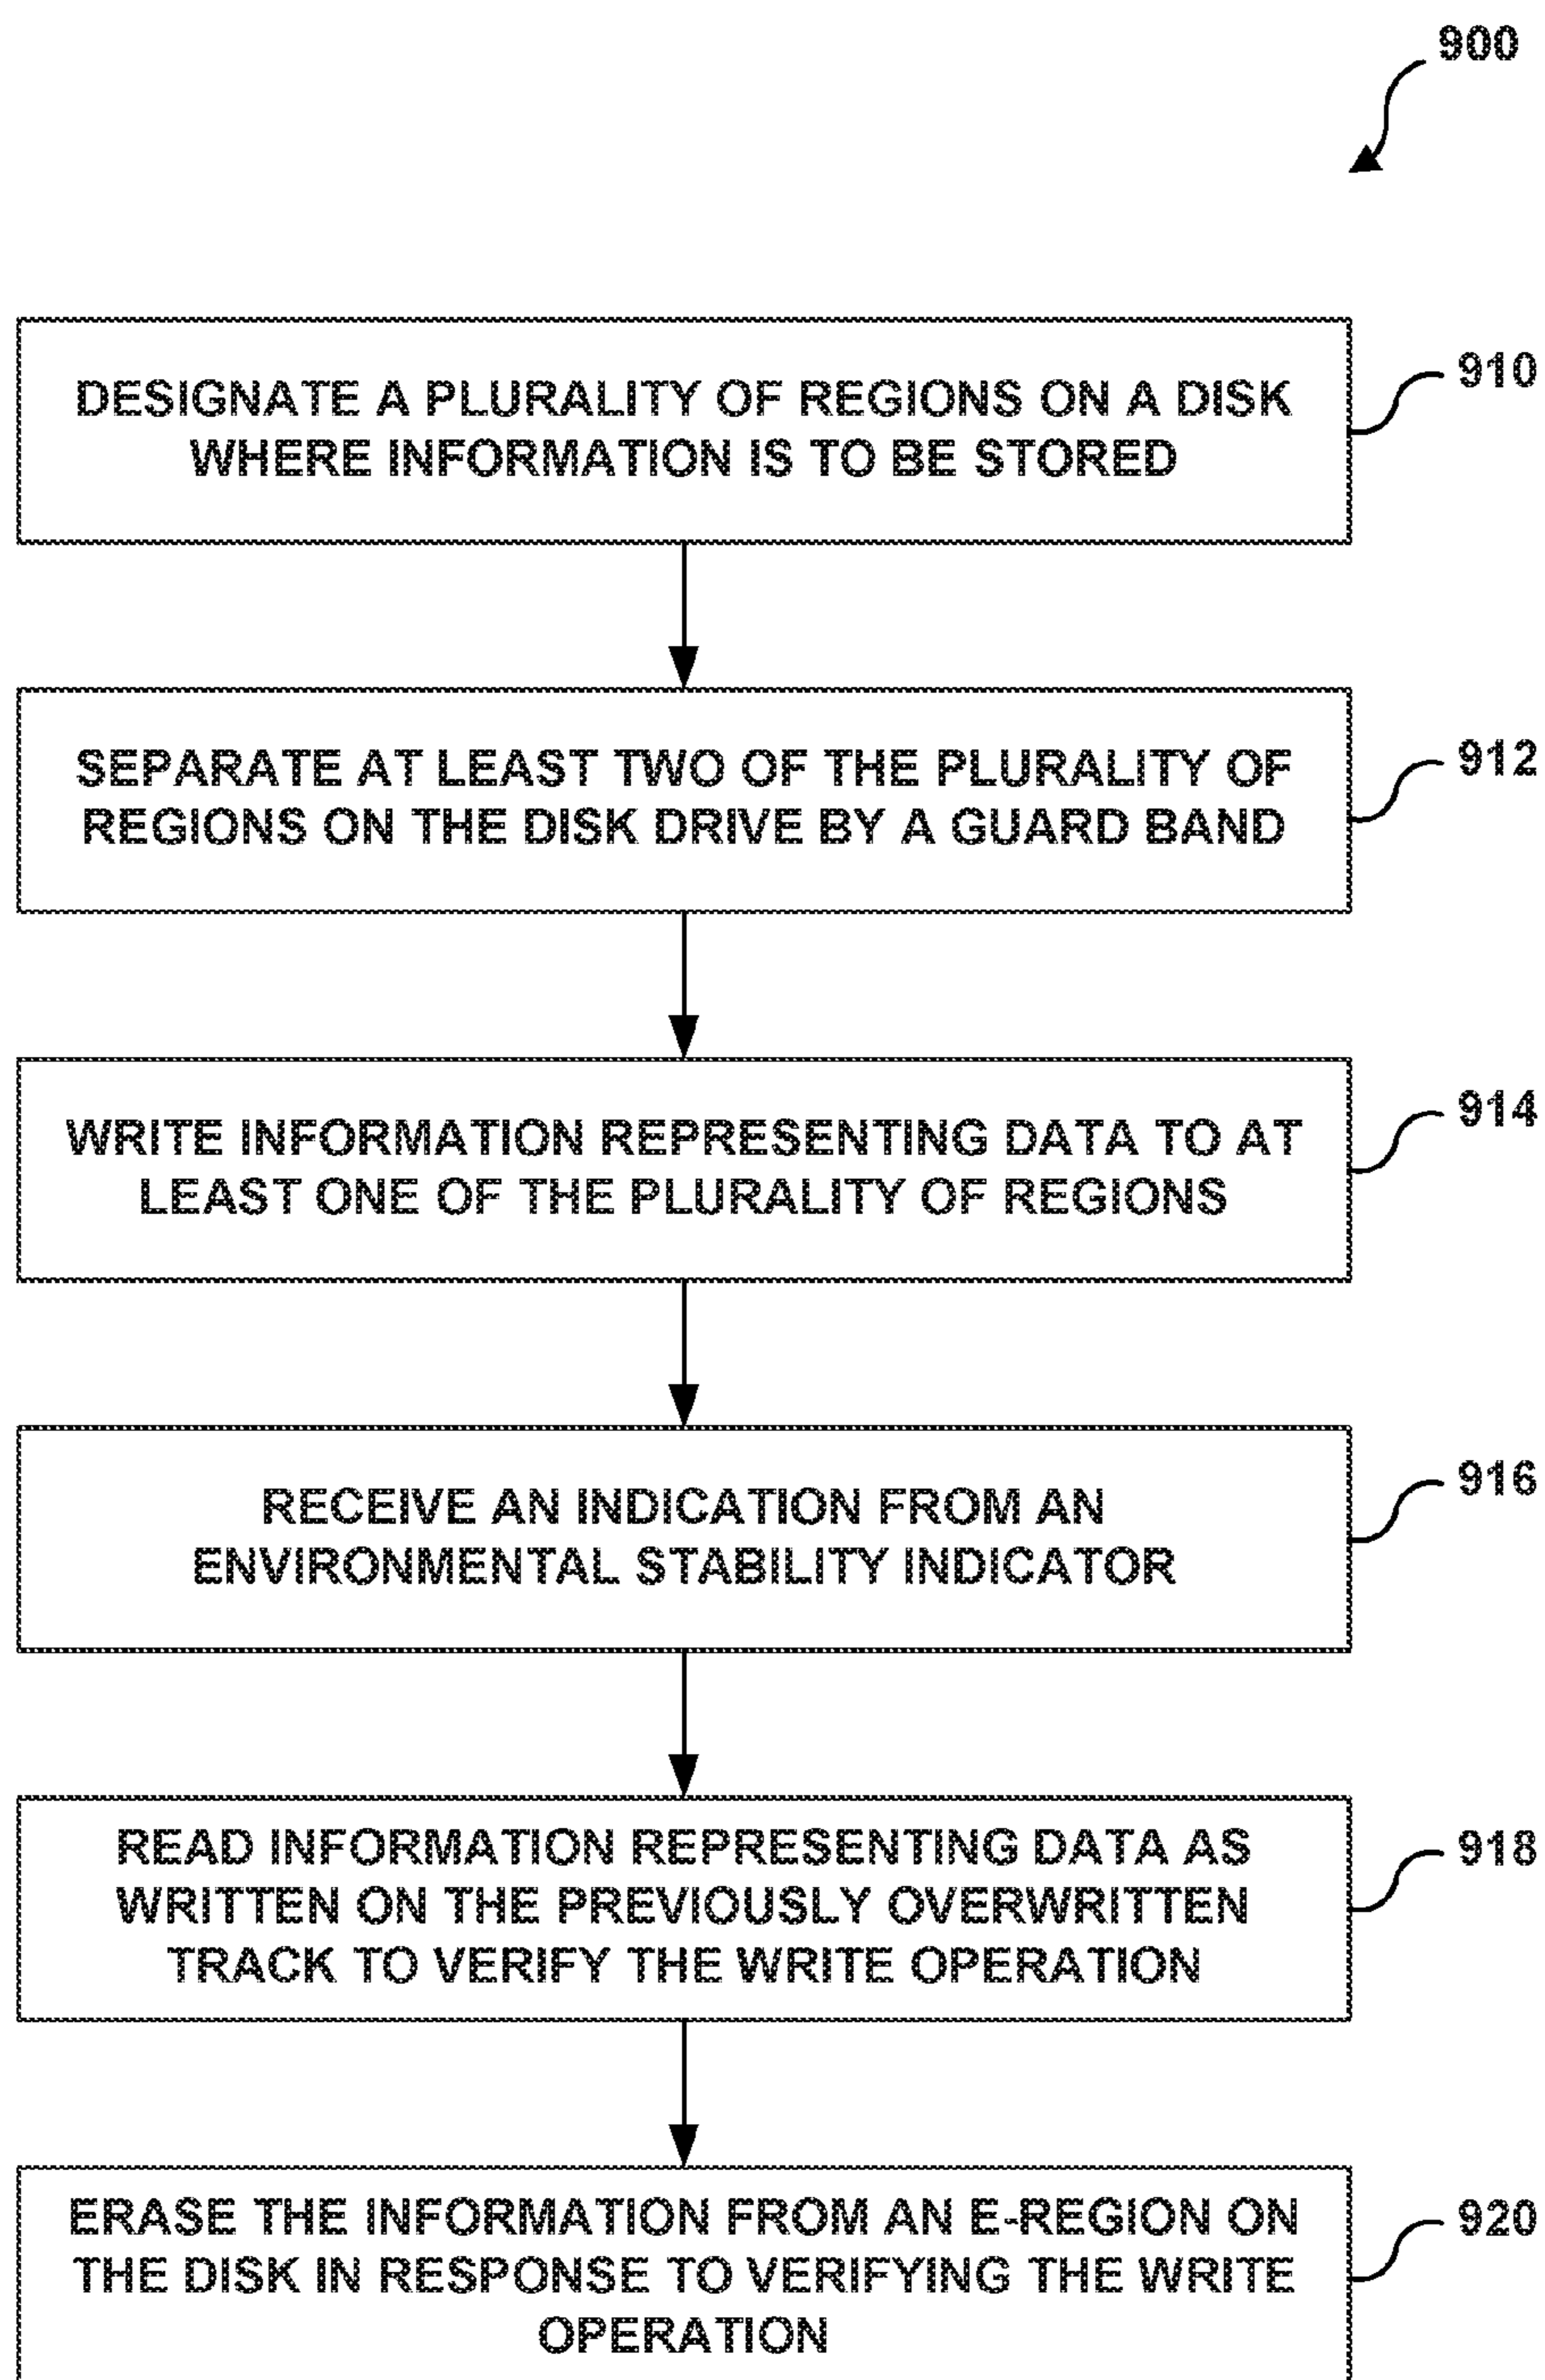 900
DESIGNATE A PLURALITY OF REGIONS ON A DISK
WHERE INFORMATION IS TO BE STORED
910
SEPARATE AT LEAST TWO OF THE PLURALITY OF
REGIONS ON THE DISK DRIVE BY A GUARD BAND
912
WRITE INFORMATION REPRESENTING DATA TO AT
LEAST ONE OF THE PLURALITY OF REGIONS
914
RECEIVE AN INDICATION FROM AN
ENVIRONMENTAL STABILITY INDICATOR
916
READ INFORMATION REPRESENTING DATA AS
WRITTEN ON THE PREVIOUSLY OVERWRITTEN
TRACK TO VERIFY THE WRITE OPERATION
918
ERASE THE INFORMATION FROM AN E-REGION ON
THE DISK IN RESPONSE TO VERIFYING THE WRITE
OPERATION
920